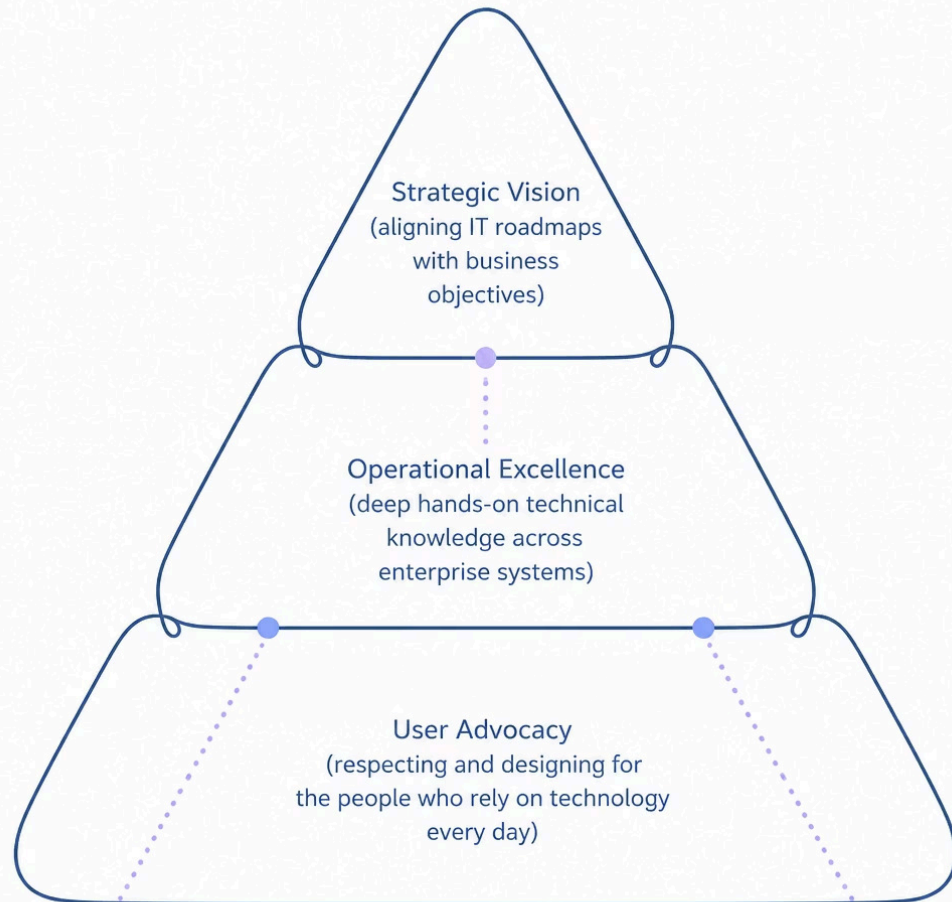 Strategic Vision
(aligning IT roadmaps
with business
objectives)
Operational Excellence
(deep hands-on technical
knowledge across
enterprise systems)
User Advocacy
(respecting and designing for
the people who rely on technology
every day)